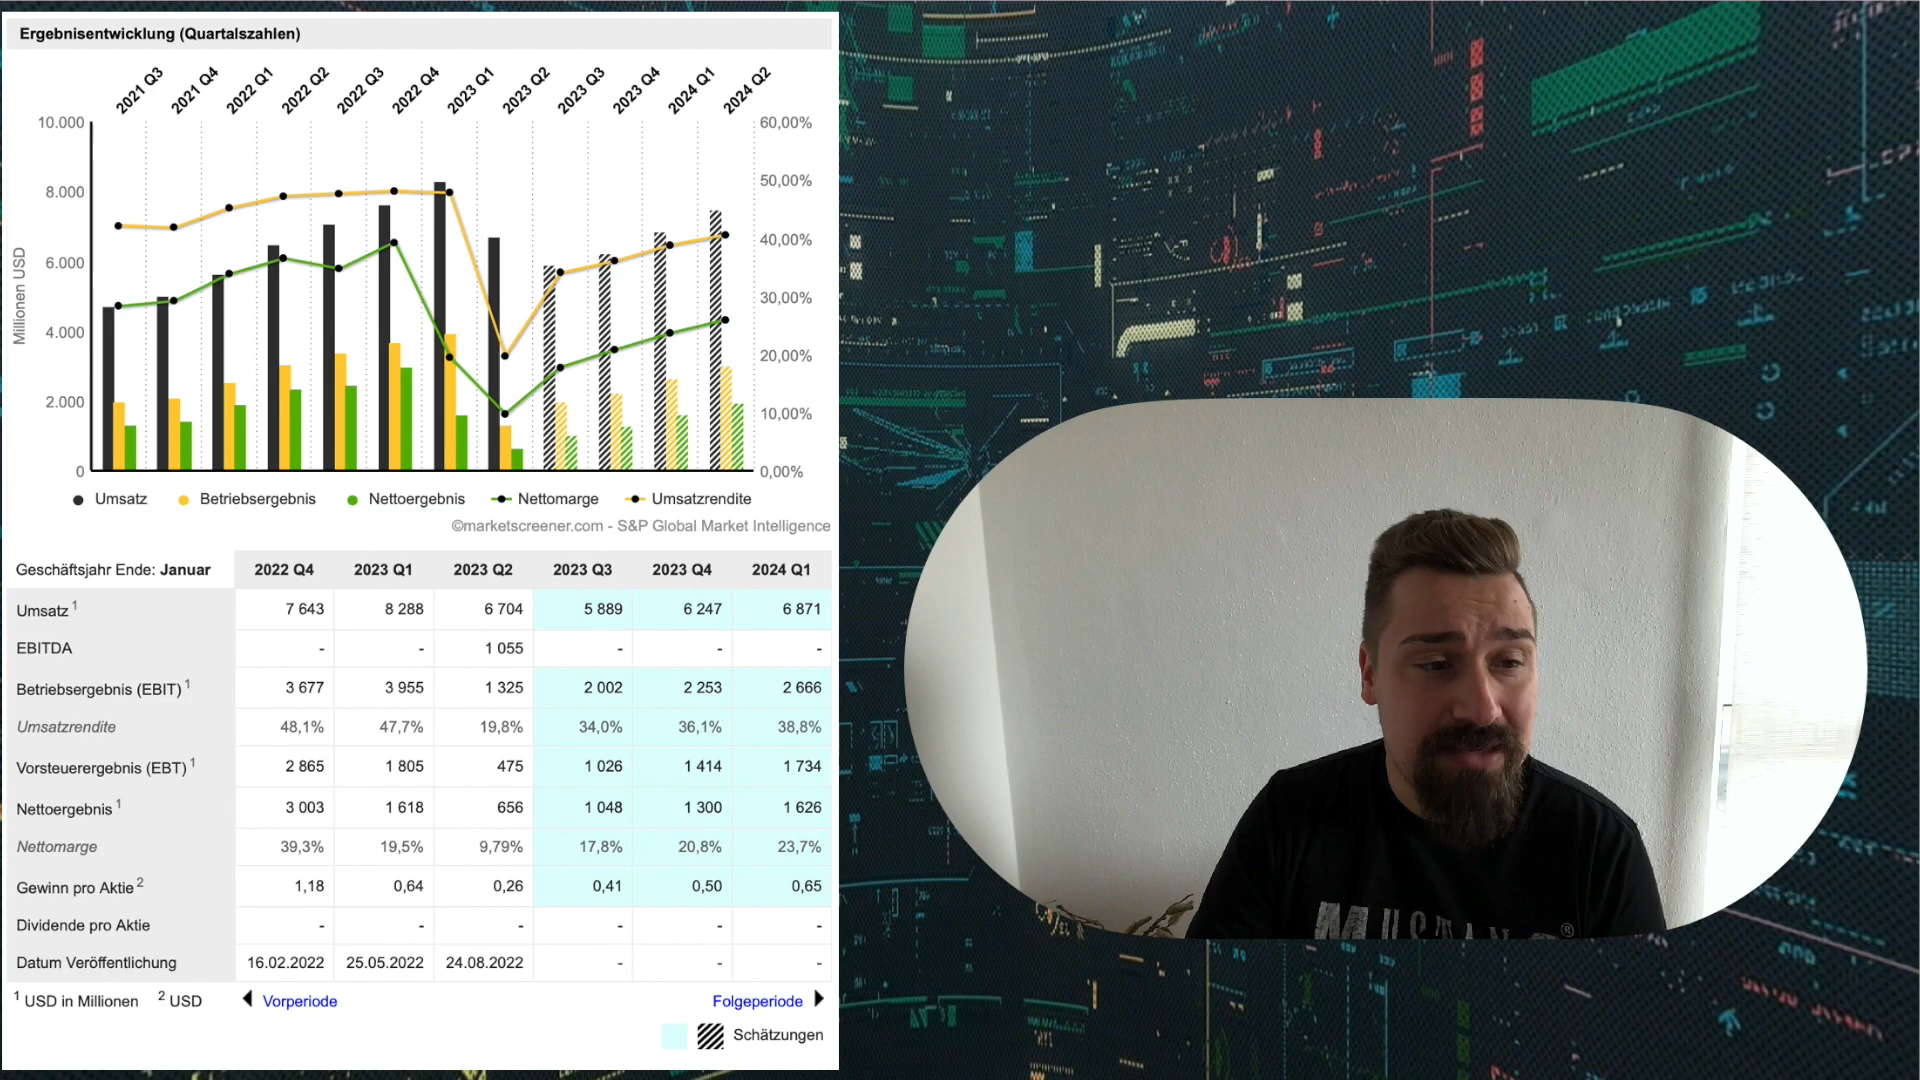 Ergebnisentwicklung (Quartalszahlen)
2021 Q3 2021 Q4 2022 Q1 2022 Q2 2022 Q3 2022 Q4 2023 Q1 2023 Q2 2023 Q3 2023 Q4 2024 Q1 2024 Q2
10.000 60,00%
50,00%
8.000
40,00%
6.000
30,00%
4.000
20,00%
2.000
10,00%
0 0,00%
Millionen USD
Umsatz Betriebsergebnis Nettoergebnis Nettomarge Umsatzrendite
©marketscreener.com - S&P Global Market Intelligence
Geschäftsjahr Ende: Januar 2022 Q4 2023 Q1 2023 Q2 2023 Q3 2023 Q4 2024 Q1
Umsatz 1 7 643 8 288 6 704 5 889 6 247 6 871
EBITDA - - 1 055 - - -
Betriebsergebnis (EBIT) 1 3 677 3 955 1 325 2 002 2 253 2 666
Umsatzrendite 48,1% 47,7% 19,8% 34,0% 36,1% 38,8%
Vorsteuerergebnis (EBT) 1 2 865 1 805 475 1 026 1 414 1 734
Nettoergebnis 1 3 003 1 618 656 1 048 1 300 1 626
Nettomarge 39,3% 19,5% 9,79% 17,8% 20,8% 23,7%
Gewinn pro Aktie 2 1,18 0,64 0,26 0,41 0,50 0,65
Dividende pro Aktie - - - - - -
Datum Veröffentlichung 16.02.2022 25.05.2022 24.08.2022 - - -
1 USD in Millionen 2 USD Vorperiode Folgeperiode
Schätzungen